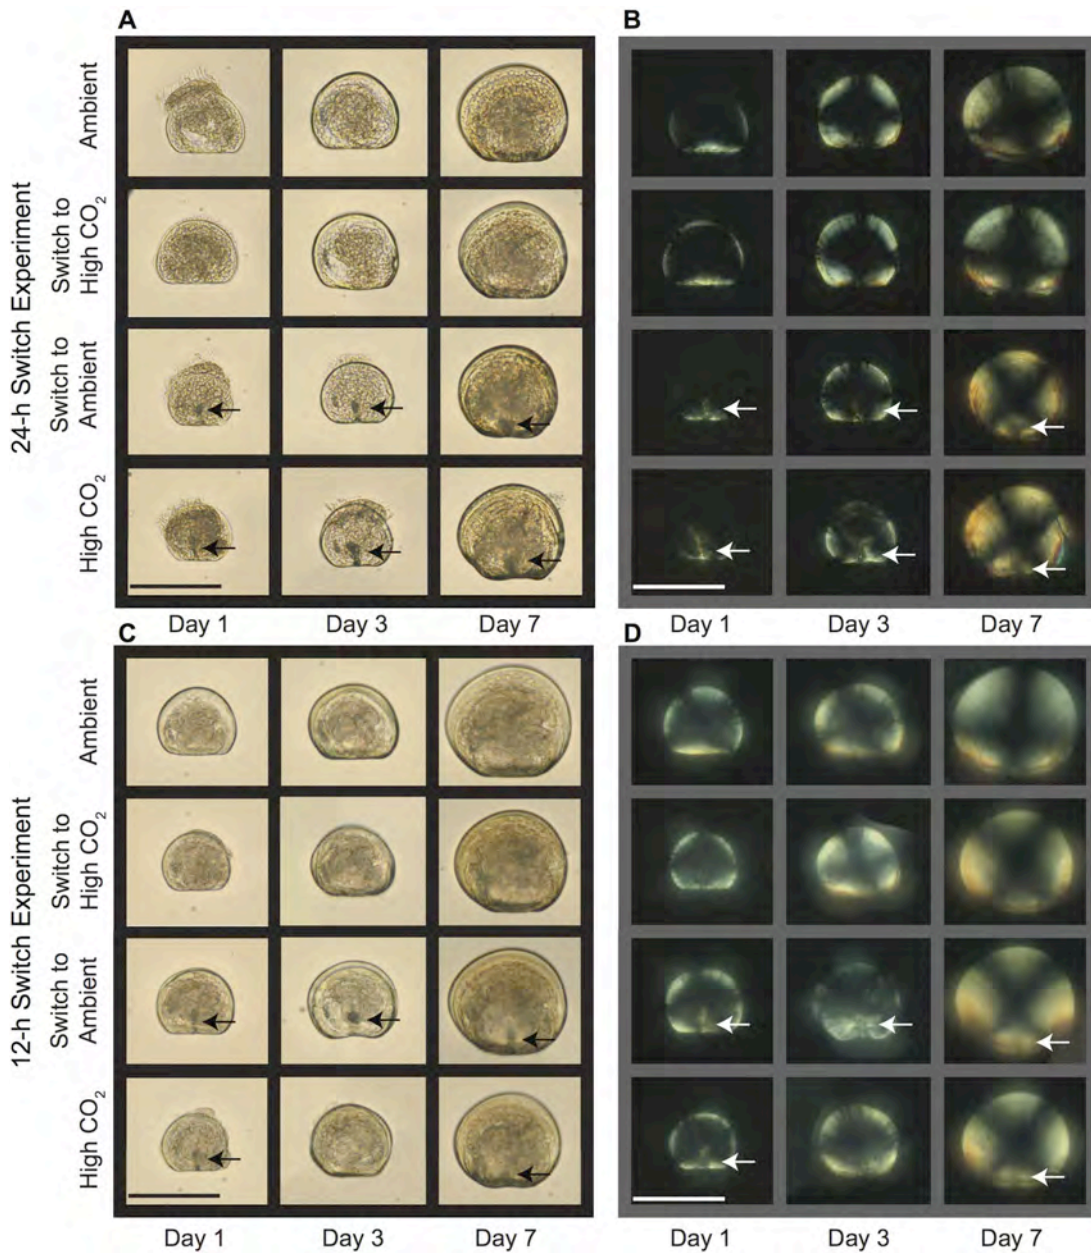 A
B
24-h Switch Experiment
Ambient
Switch to
High CO2
Switch to
Ambient
High CO2
Day 1
Day 3
Day 7
Day 1
Day 3
Day 7
C
D
12-h Switch Experiment
Ambient
Switch to
High CO2
Switch to
Ambient
High CO2
Day 1
Day 3
Day 7
Day 1
Day 3
Day 7